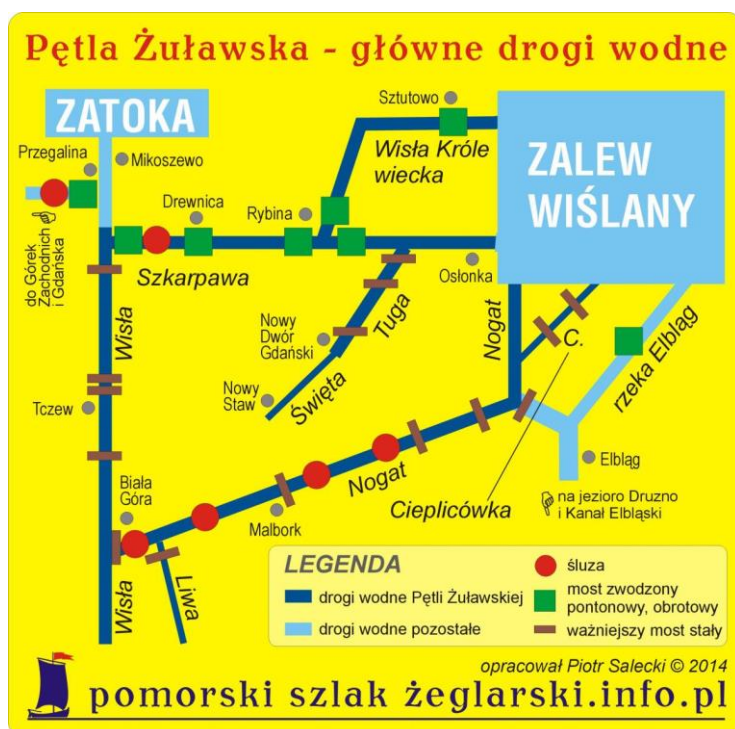 Pętla Żuławska - główne drogi wodne
ZATOKA
Sztutowo
Przegalina
Mikoszewo
Wisła Króle
wiecka
ZALEW
WIŚLANY
Drewnica
Rybina
do Górek
Zachodnich
i Gdańska
Szkarpawa
Osłonka
Wisła
Nowy
Dwór
Gdański
Tuga
Nogat
C.
rzeka Elbląg
Nowy
Staw
Święta
Tczew
Elbląg
Biała
Góra
Nogat
Cieplicówka
na jezioro Druzno
i Kanał Elbląski
Malbork
Wisła
Liwa
LEGENDA
drogi wodne Pętli Żuławskiej
drogi wodne pozostałe
śluza
most zwodzony
pontonowy, obrotowy
ważniejszy most stały
opracował Piotr Salecki © 2014
pomorski szlak żeglarski.info.pl